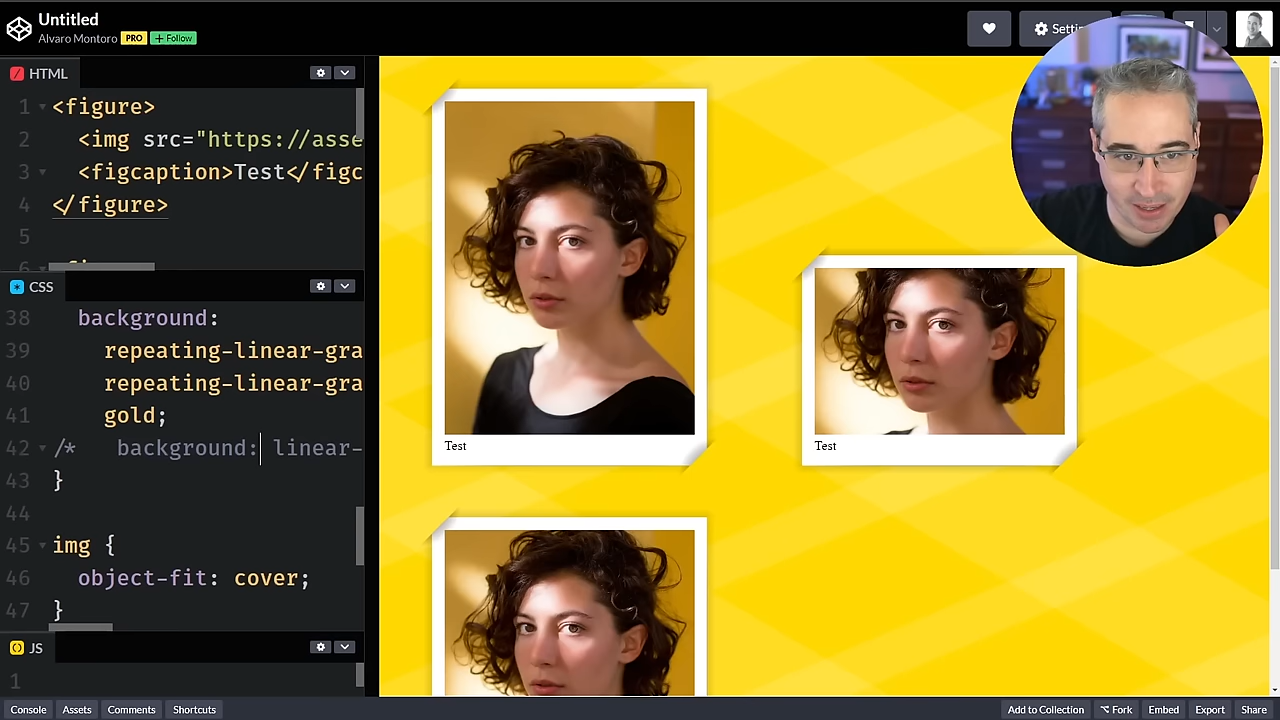 Untitled
Alvaro Montoro PRO + Follow
HTML
1 <figure>
2 <img src="https://asse
3 <figcaption>Test</figc
4 </figure>
5
6
CSS
38 background:
39 repeating-linear-gra
40 repeating-linear-gra
41 gold;
42 /* background: linear-
43 }
44
45 img {
46 object-fit: cover;
47 }
JS
1
Test
Test
Console Assets Comments Shortcuts
Add to Collection Fork Embed Export Share